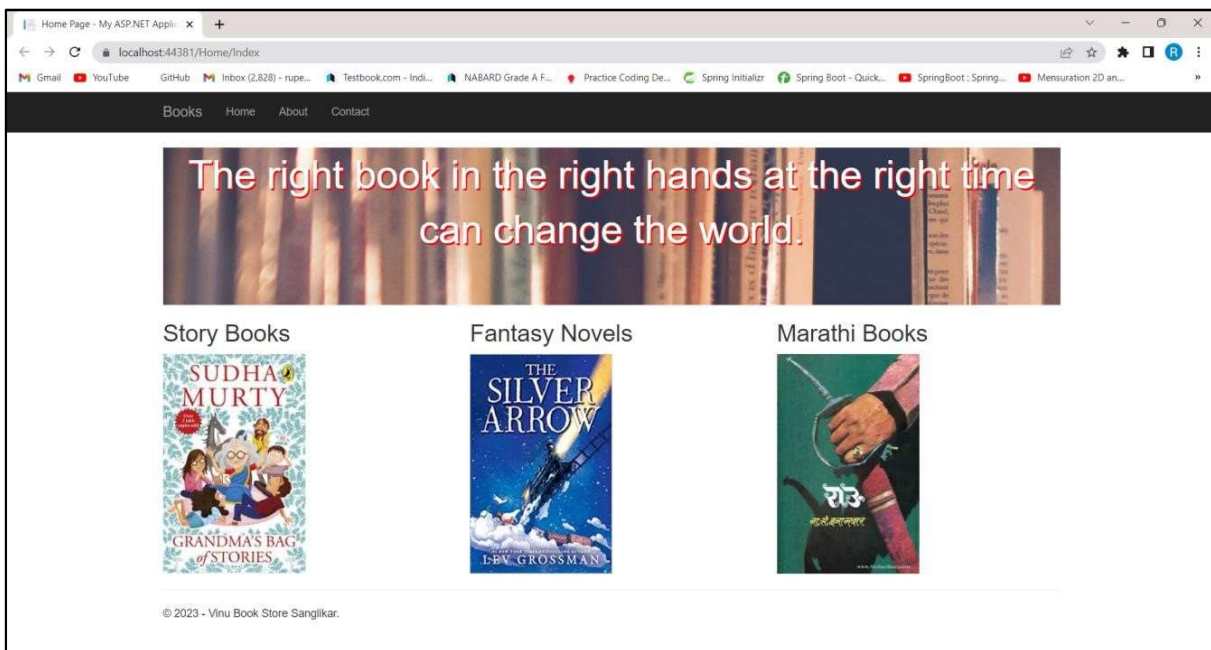 Home Page - My ASP.NET Applic
localhost:44381/Home/Index
Gmail YouTube GitHub Inbox (2,828) - rupe... Testbook.com - Indi... NABARD Grade A F... Practice Coding De... Spring Initializr Spring Boot - Quick... SpringBoot : Spring... Mensuration 2D an... »
R
Books Home About Contact
The right book in the right hands at the right time
can change the world.
Story Books
SUDHA
MURTY
GRANDMA'S BAG
of STORIES
Fantasy Novels
THE
SILVER
ARROW
LEV GROSSMAN
Marathi Books
राऊ
© 2023 - Vinu Book Store Sanglikar.